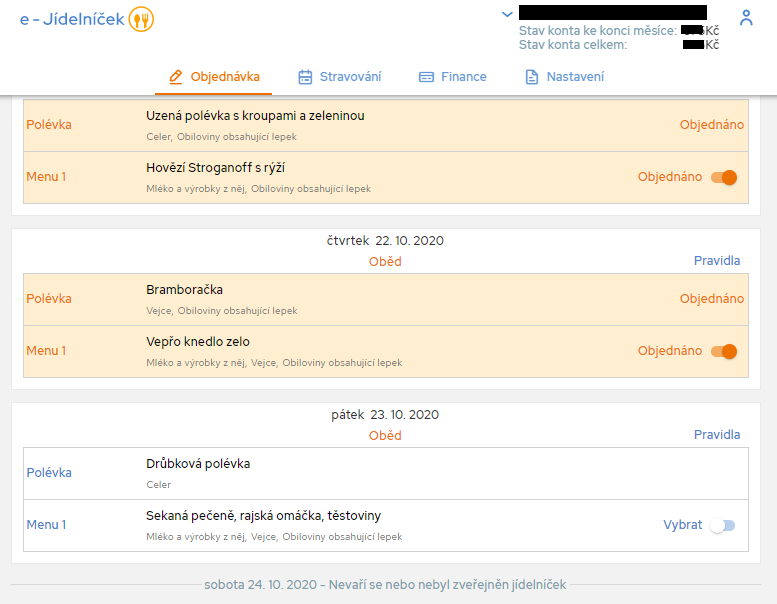 e - Jídelníček
Stav konta ke konci měsíce: Kč
Stav konta celkem: Kč
Objednávka Stravování Finance Nastavení
Polévka Uzená polévka s kroupami a zeleninou Objednáno
Celer, Obiloviny obsahující lepek
Menu 1 Hovězí Stroganoff s rýží Objednáno
Mléko a výrobky z něj, Obiloviny obsahující lepek
čtvrtek 22. 10. 2020
Oběd Pravidla
Polévka Bramboračka Objednáno
Vejce, Obiloviny obsahující lepek
Menu 1 Vepřo knedlo zelo Objednáno
Mléko a výrobky z něj, Vejce, Obiloviny obsahující lepek
pátek 23. 10. 2020
Oběd Pravidla
Polévka Drůbková polévka
Celer
Menu 1 Sekaná pečeně, rajská omáčka, těstoviny Vybrat
Mléko a výrobky z něj, Vejce, Obiloviny obsahující lepek
sobota 24. 10. 2020 - Nevaří se nebo nebyl zveřejněn jídelníček